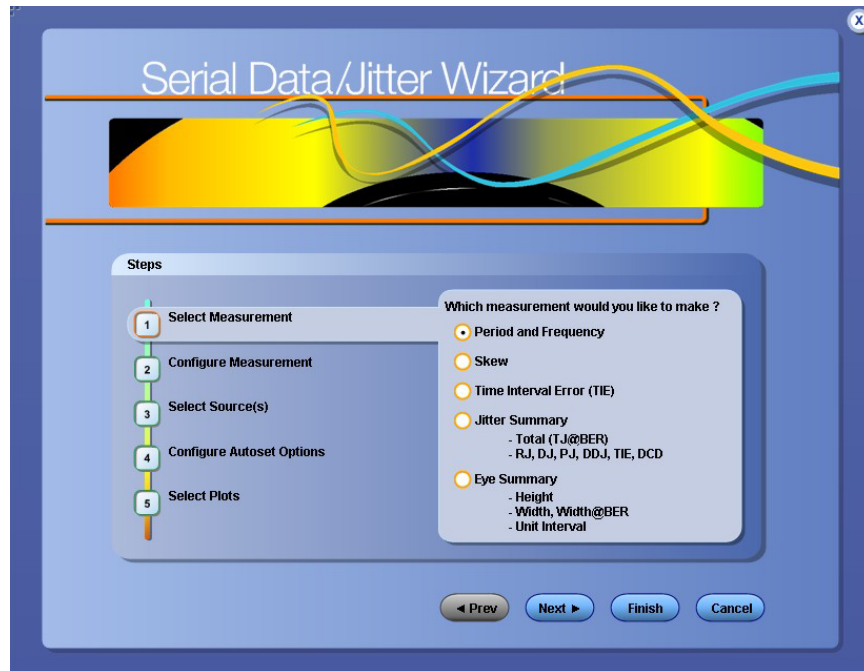 X
Serial Data/Jitter Wizard
Steps
1 Select Measurement
2 Configure Measurement
3 Select Source(s)
4 Configure Autoset Options
5 Select Plots
Which measurement would you like to make ?
Period and Frequency
Skew
Time Interval Error (TIE)
Jitter Summary
- Total (TJ@BER)
- RJ, DJ, PJ, DDJ, TIE, DCD
Eye Summary
- Height
- Width, Width@BER
- Unit Interval
◄ Prev Next ► Finish Cancel